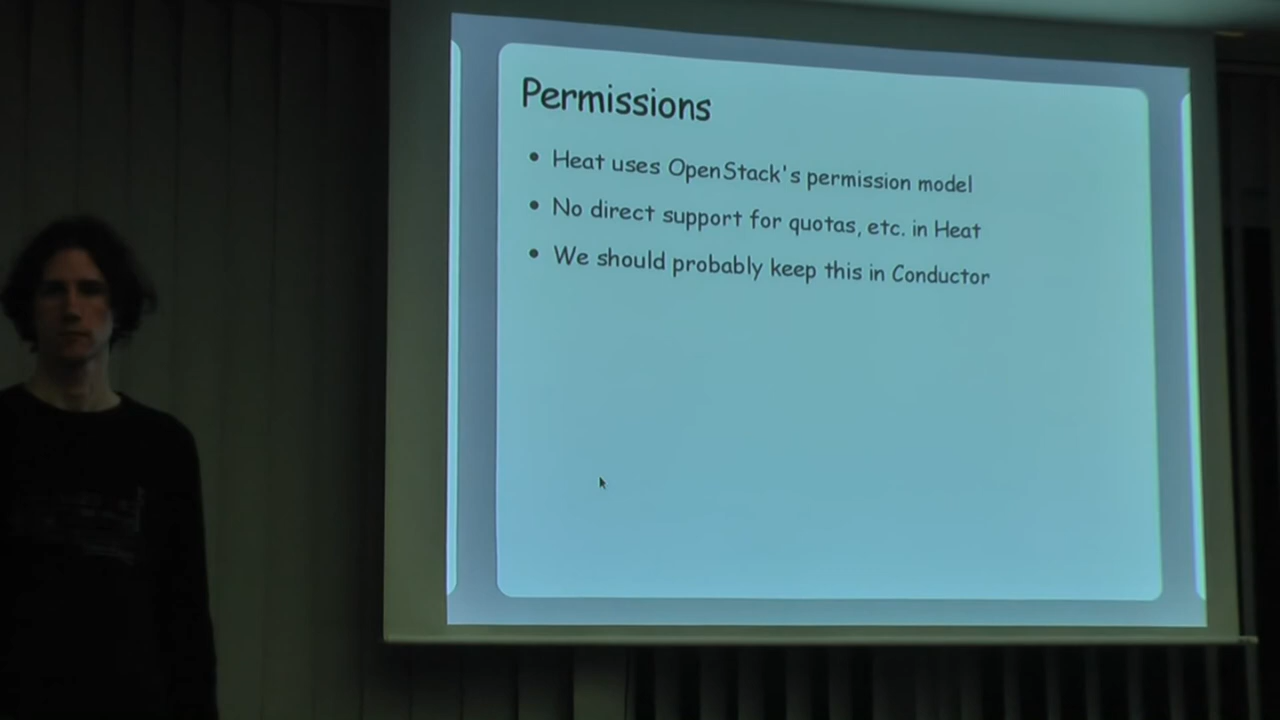 Permissions
• Heat uses OpenStack's permission model
• No direct support for quotas, etc. in Heat
• We should probably keep this in Conductor